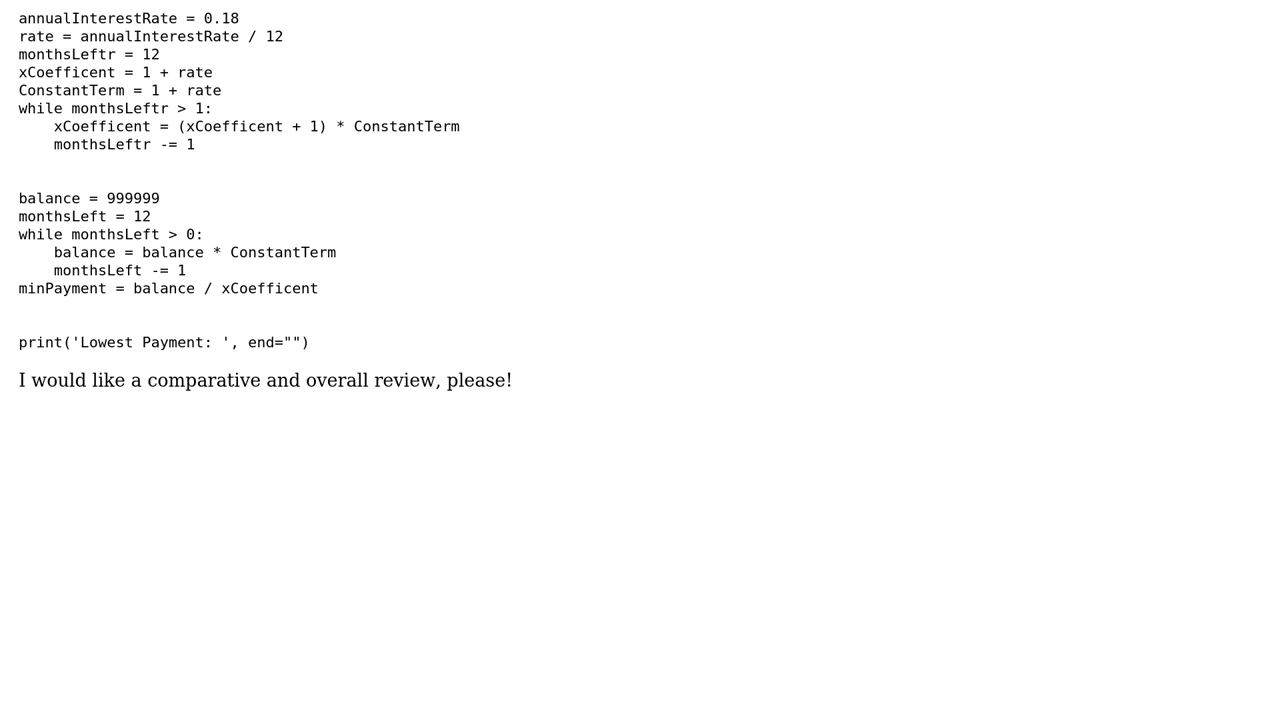 annualInterestRate = 0.18
rate = annualInterestRate / 12
monthsLeftr = 12
xCoefficent = 1 + rate
ConstantTerm = 1 + rate
while monthsLeftr > 1:
    xCoefficent = (xCoefficent + 1) * ConstantTerm
    monthsLeftr -= 1
balance = 999999
monthsLeft = 12
while monthsLeft > 0:
    balance = balance * ConstantTerm
    monthsLeft -= 1
minPayment = balance / xCoefficent
print('Lowest Payment: ', end="")
I would like a comparative and overall review, please!